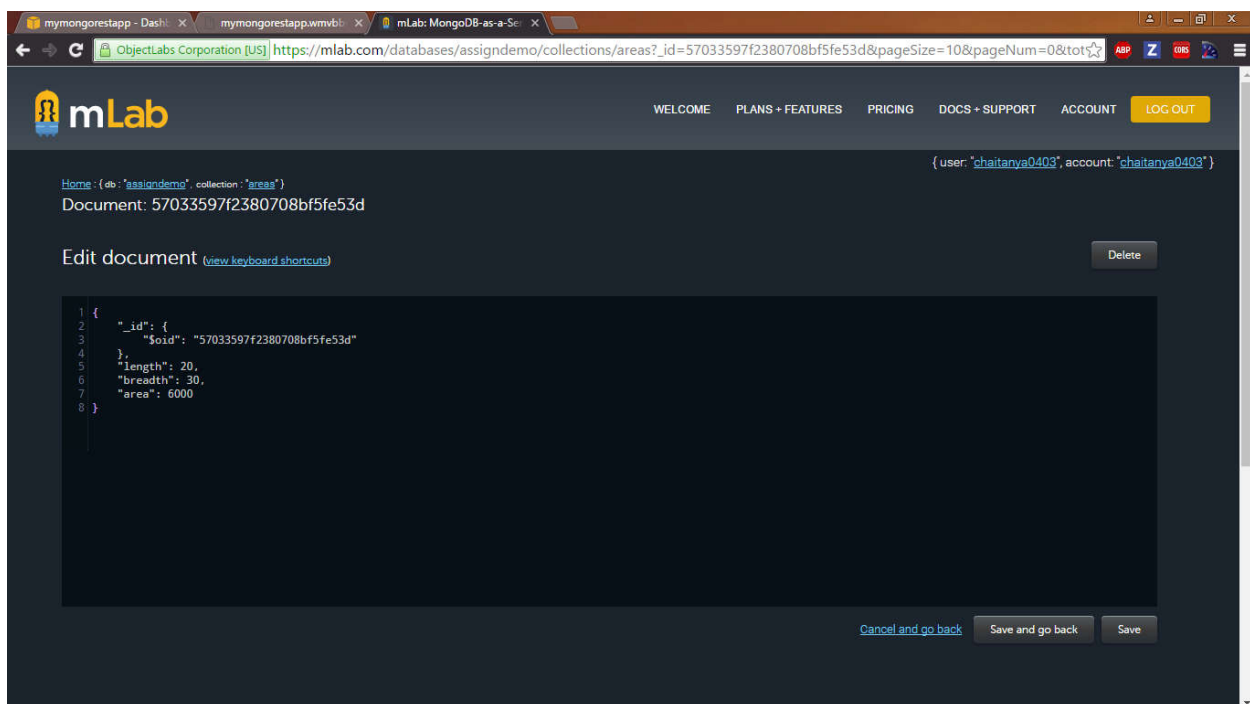 mymongorestapp - Dashb mymongorestapp.wmvbb mLab: MongoDB-as-a-Ser
ObjectLabs Corporation [US] https://mlab.com/databases/assigndemo/collections/areas?_id=57033597f2380708bf5fe53d&pageSize=10&pageNum=0&tot ABP Z CORS
mLab WELCOME PLANS + FEATURES PRICING DOCS + SUPPORT ACCOUNT LOG OUT
{ user: "chaitanya0403", account: "chaitanya0403" }
Home : { db : "assigndemo", collection : "areas" }
Document: 57033597f2380708bf5fe53d
Edit document (view keyboard shortcuts) Delete
1 {
2 "_id": {
3 "$oid": "57033597f2380708bf5fe53d"
4 },
5 "length": 20,
6 "breadth": 30,
7 "area": 6000
8 }
Cancel and go back Save and go back Save